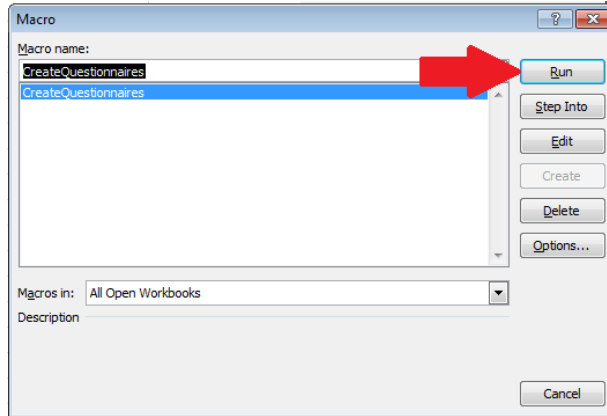 Macro
Macro name:
CreateQuestionnaires
CreateQuestionnaires
Run
Step Into
Edit
Create
Delete
Options...
Macros in: All Open Workbooks
Description
Cancel